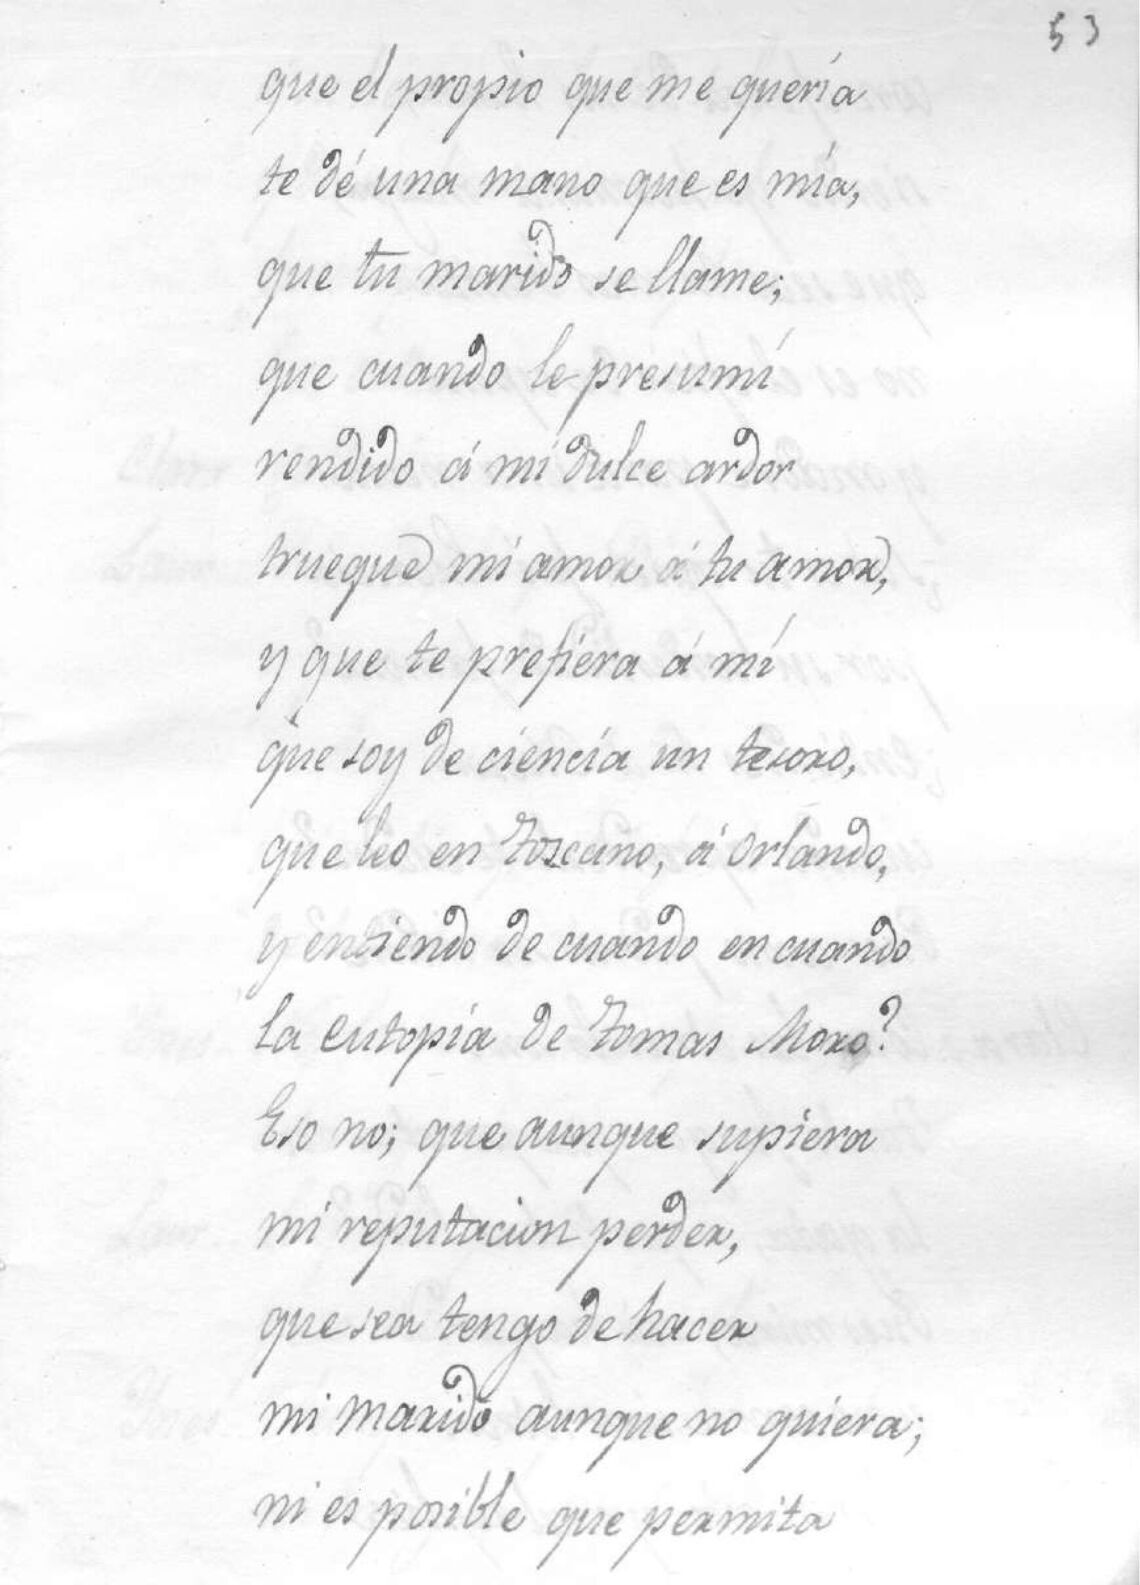 53
que el propio que me quería
te dé una mano que es mía,
que tu marido se llame;
que cuando le presumí
rendido á mi dulce ardor
trueque mi amor á tu amor,
y que te prefiera á mí
que soy de ciencia un tesoro,
que leo en Toscano, á Orlando,
y entiendo de cuando en cuando
la eutopia de Tomas Moro?
Eso no; que aunque supiera
mi reputacion perder,
que sea tengo de hacer
mi marido aunque no quiera;
ni es posible que permita